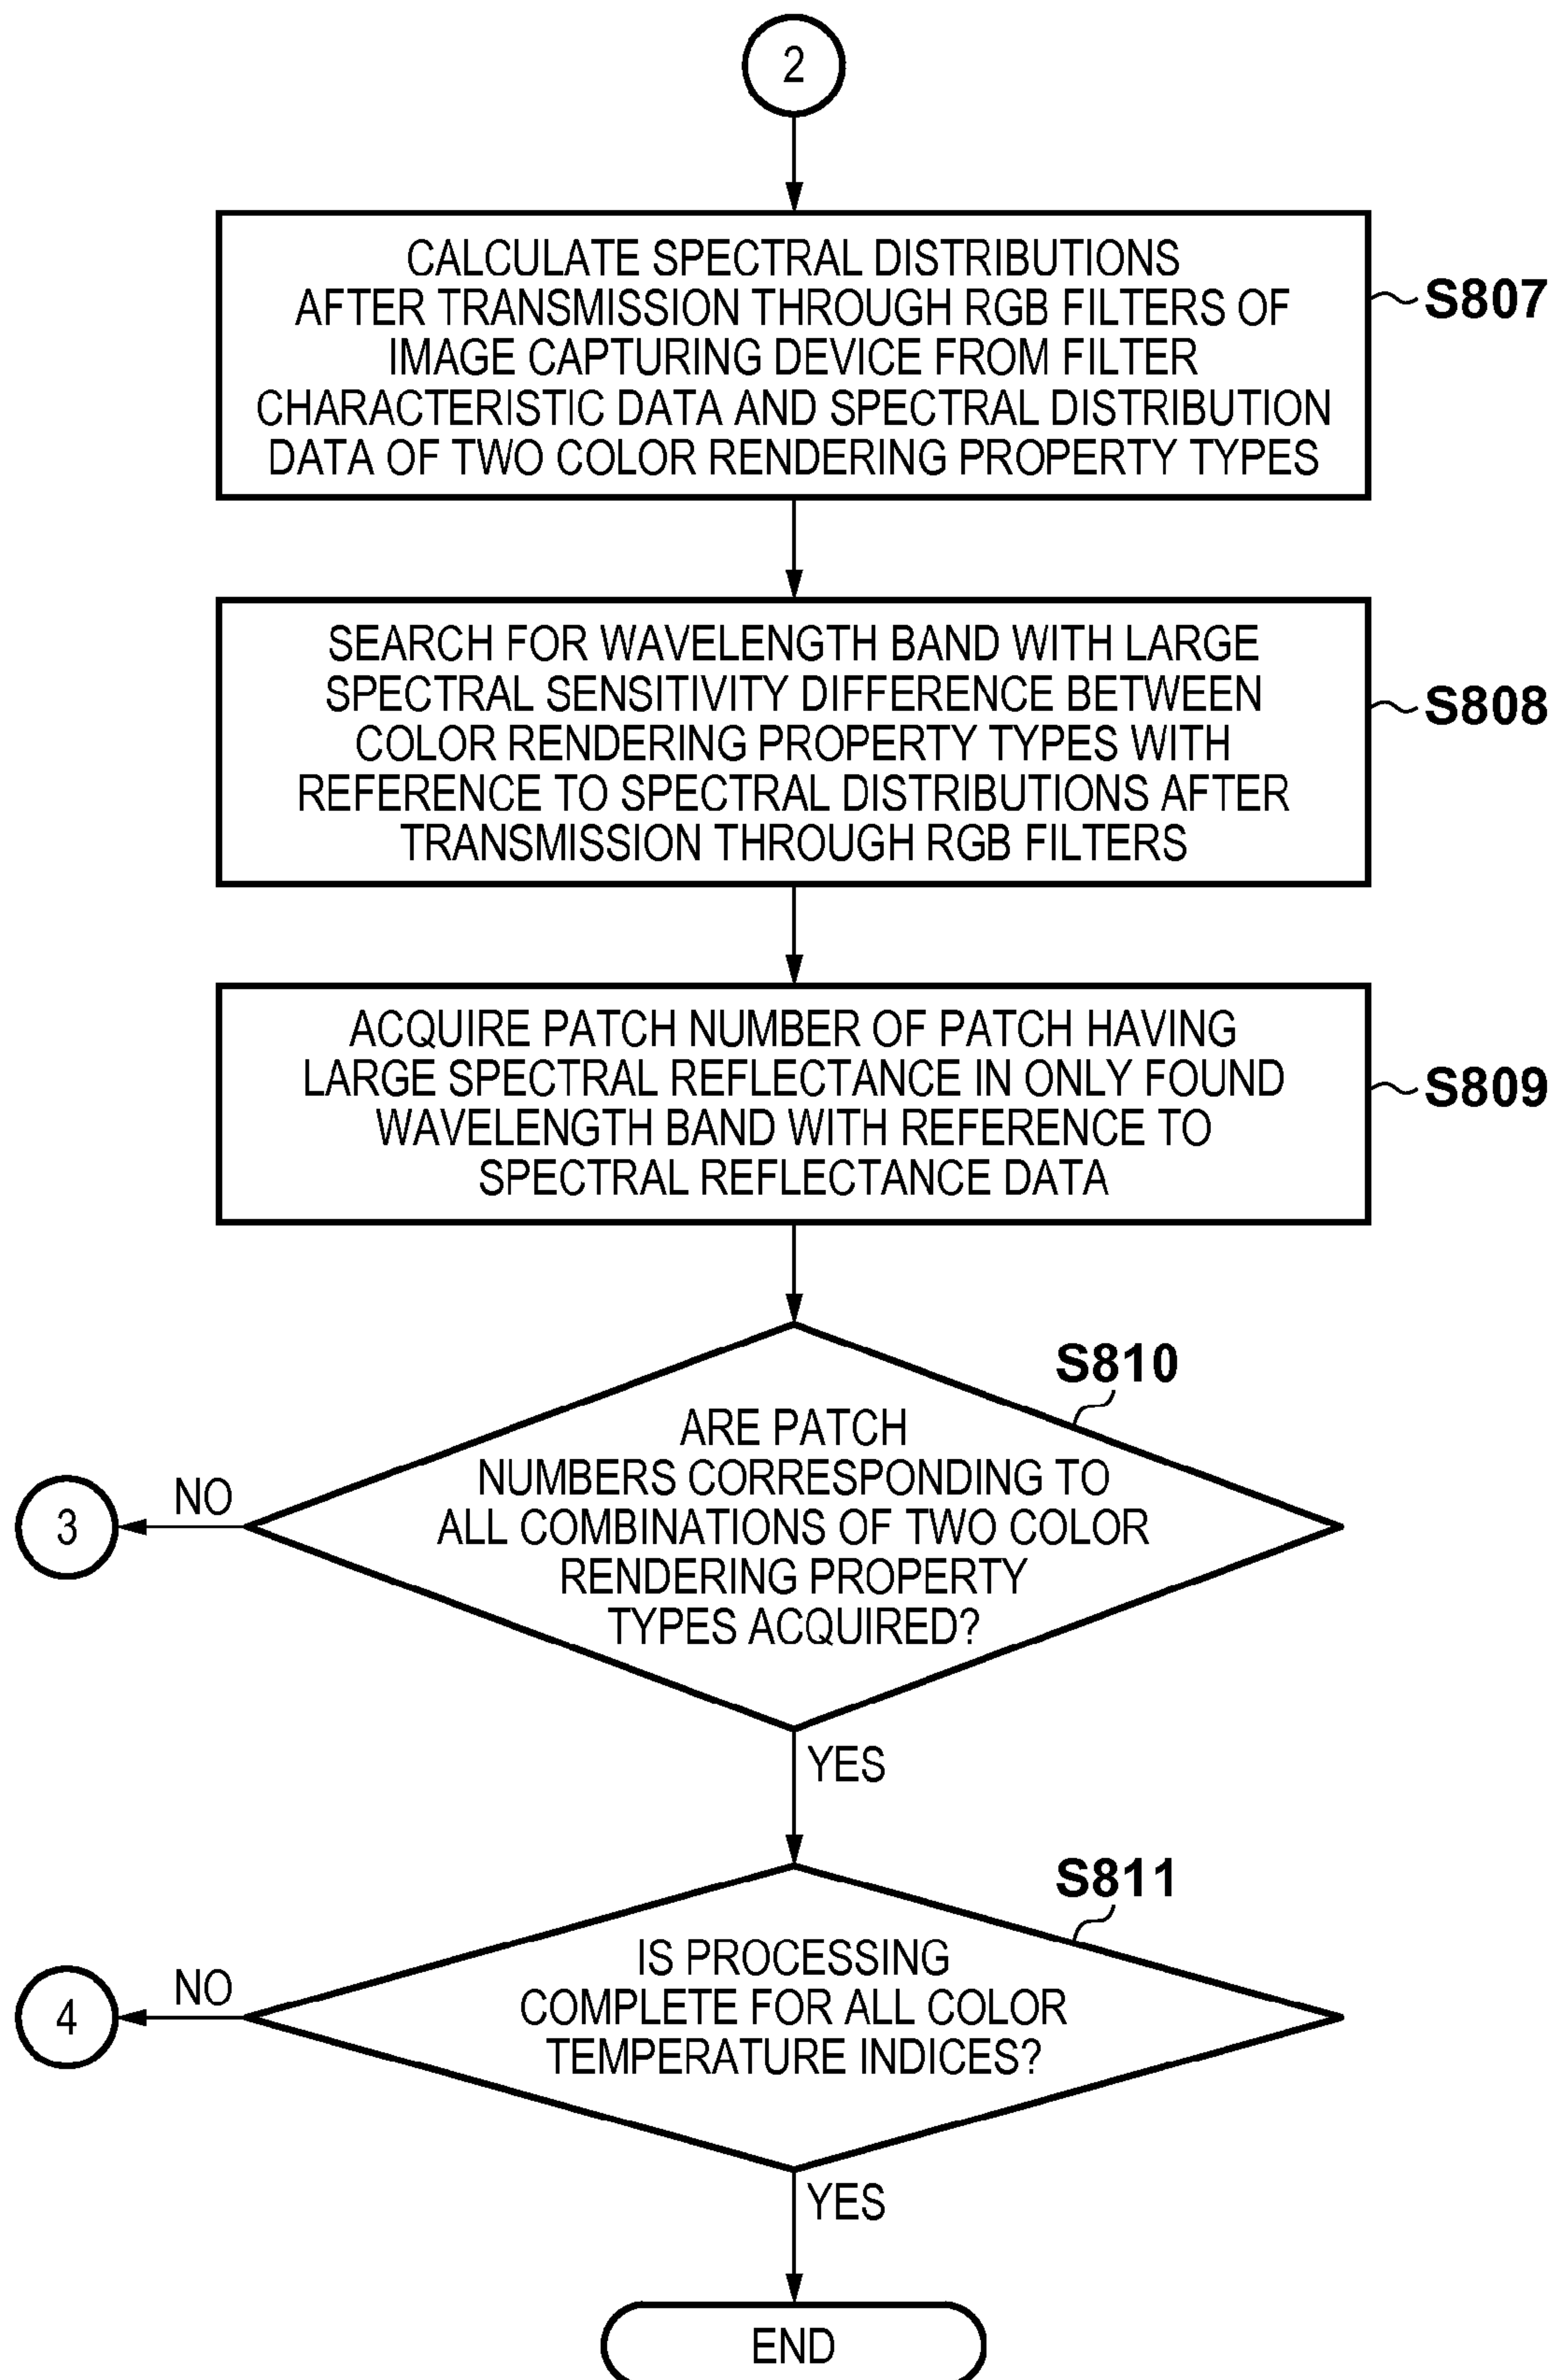 2
CALCULATE SPECTRAL DISTRIBUTIONS
AFTER TRANSMISSION THROUGH RGB FILTERS OF
IMAGE CAPTURING DEVICE FROM FILTER
CHARACTERISTIC DATA AND SPECTRAL DISTRIBUTION
DATA OF TWO COLOR RENDERING PROPERTY TYPES
S807
SEARCH FOR WAVELENGTH BAND WITH LARGE
SPECTRAL SENSITIVITY DIFFERENCE BETWEEN
COLOR RENDERING PROPERTY TYPES WITH
REFERENCE TO SPECTRAL DISTRIBUTIONS AFTER
TRANSMISSION THROUGH RGB FILTERS
S808
ACQUIRE PATCH NUMBER OF PATCH HAVING
LARGE SPECTRAL REFLECTANCE IN ONLY FOUND
WAVELENGTH BAND WITH REFERENCE TO
SPECTRAL REFLECTANCE DATA
S809
S810
ARE PATCH
NUMBERS CORRESPONDING TO
ALL COMBINATIONS OF TWO COLOR
RENDERING PROPERTY
TYPES ACQUIRED?
NO
3
YES
S811
IS PROCESSING
COMPLETE FOR ALL COLOR
TEMPERATURE INDICES?
NO
4
YES
END